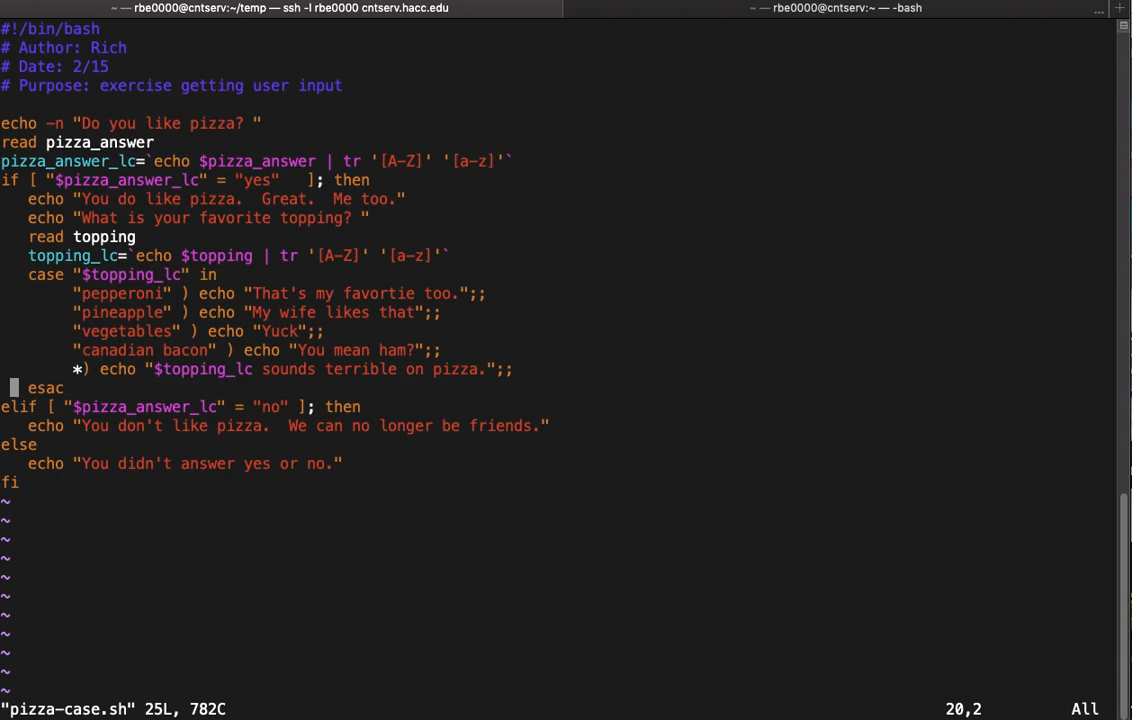 ~ — rbe0000@cntserv:~/temp — ssh -l rbe0000 cntserv.hacc.edu
~ — rbe0000@cntserv:~ — -bash
... +
#!/bin/bash
# Author: Rich
# Date: 2/15
# Purpose: exercise getting user input
echo -n "Do you like pizza? "
read pizza_answer
pizza_answer_lc=`echo $pizza_answer | tr '[A-Z]' '[a-z]'`
if [ "$pizza_answer_lc" = "yes"   ]; then
   echo "You do like pizza.  Great.  Me too."
   echo "What is your favorite topping? "
   read topping
   topping_lc=`echo $topping | tr '[A-Z]' '[a-z]'`
   case "$topping_lc" in
        "pepperoni" ) echo "That's my favortie too.";;
        "pineapple" ) echo "My wife likes that";;
        "vegetables" ) echo "Yuck";;
        "canadian bacon" ) echo "You mean ham?";;
        *) echo "$topping_lc sounds terrible on pizza.";;
   esac
elif [ "$pizza_answer_lc" = "no" ]; then
   echo "You don't like pizza.  We can no longer be friends."
else
   echo "You didn't answer yes or no."
fi
~
~
~
~
~
~
~
~
~
~
~
"pizza-case.sh" 25L, 782C 20,2 All